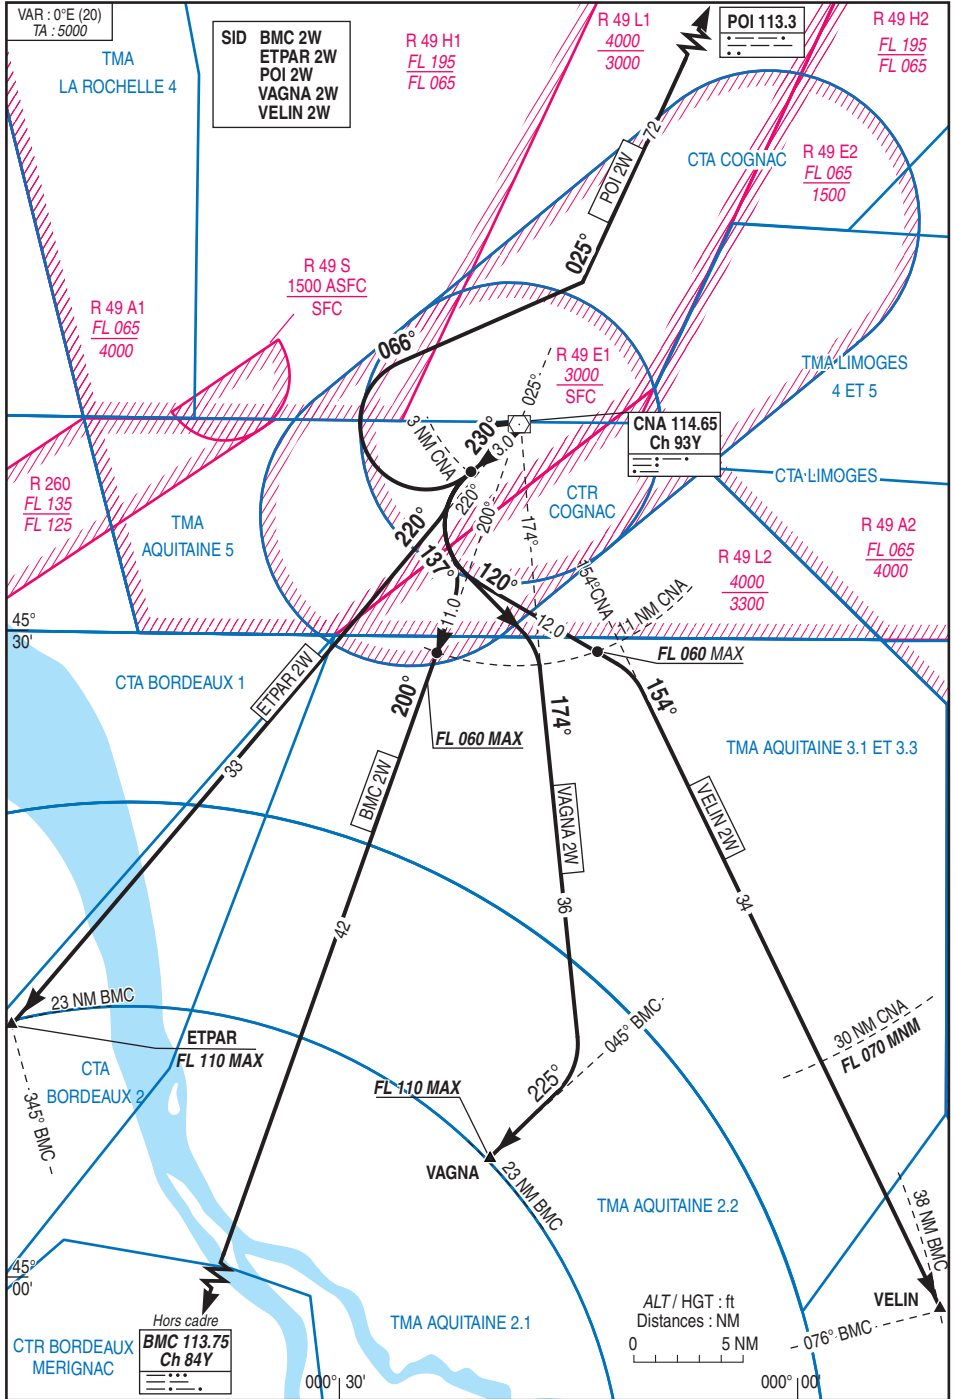 VAR : 0°E (20)
TA : 5000
SID BMC 2W
ETPAR 2W
POI 2W
VAGNA 2W
VELIN 2W
TMA
LA ROCHELLE 4
R 49 H1
FL 195
FL 065
R 49 L1
4000
3000
POI 113.3
R 49 H2
FL 195
FL 065
72
POI 2W
CTA COGNAC
R 49 E2
FL 065
1500
025°
R 49 S
1500 ASFC
SFC
R 49 A1
FL 065
4000
066°
R 49 E1
3000
SFC
025°
TMA LIMOGES
4 ET 5
CNA 114.65
Ch 93Y
3 NM CNA
230°
3.0
220°
200°
174°
CTR
COGNAC
CTA LIMOGES
R 260
FL 135
FL 125
TMA
AQUITAINE 5
220°
137°
120°
R 49 A2
FL 065
4000
R 49 L2
4000
3300
154° CNA
11 NM CNA
11.0
12.0
45°
30'
FL 060 MAX
CTA BORDEAUX 1
ETPAR 2W
200°
174°
154°
FL 060 MAX
TMA AQUITAINE 3.1 ET 3.3
33
BMC 2W
VAGNA 2W
VELIN 2W
42
36
34
23 NM BMC
045° BMC
30 NM CNA
FL 070 MNM
ETPAR
FL 110 MAX
CTA
BORDEAUX 2
345° BMC
FL 110 MAX
225°
VAGNA
23 NM BMC
TMA AQUITAINE 2.2
38 NM BMC
45°
00'
VELIN
076° BMC
ALT / HGT : ft
Distances : NM
0 5 NM
Hors cadre
BMC 113.75
Ch 84Y
TMA AQUITAINE 2.1
CTR BORDEAUX
MERIGNAC
000° 30'
000° 00'